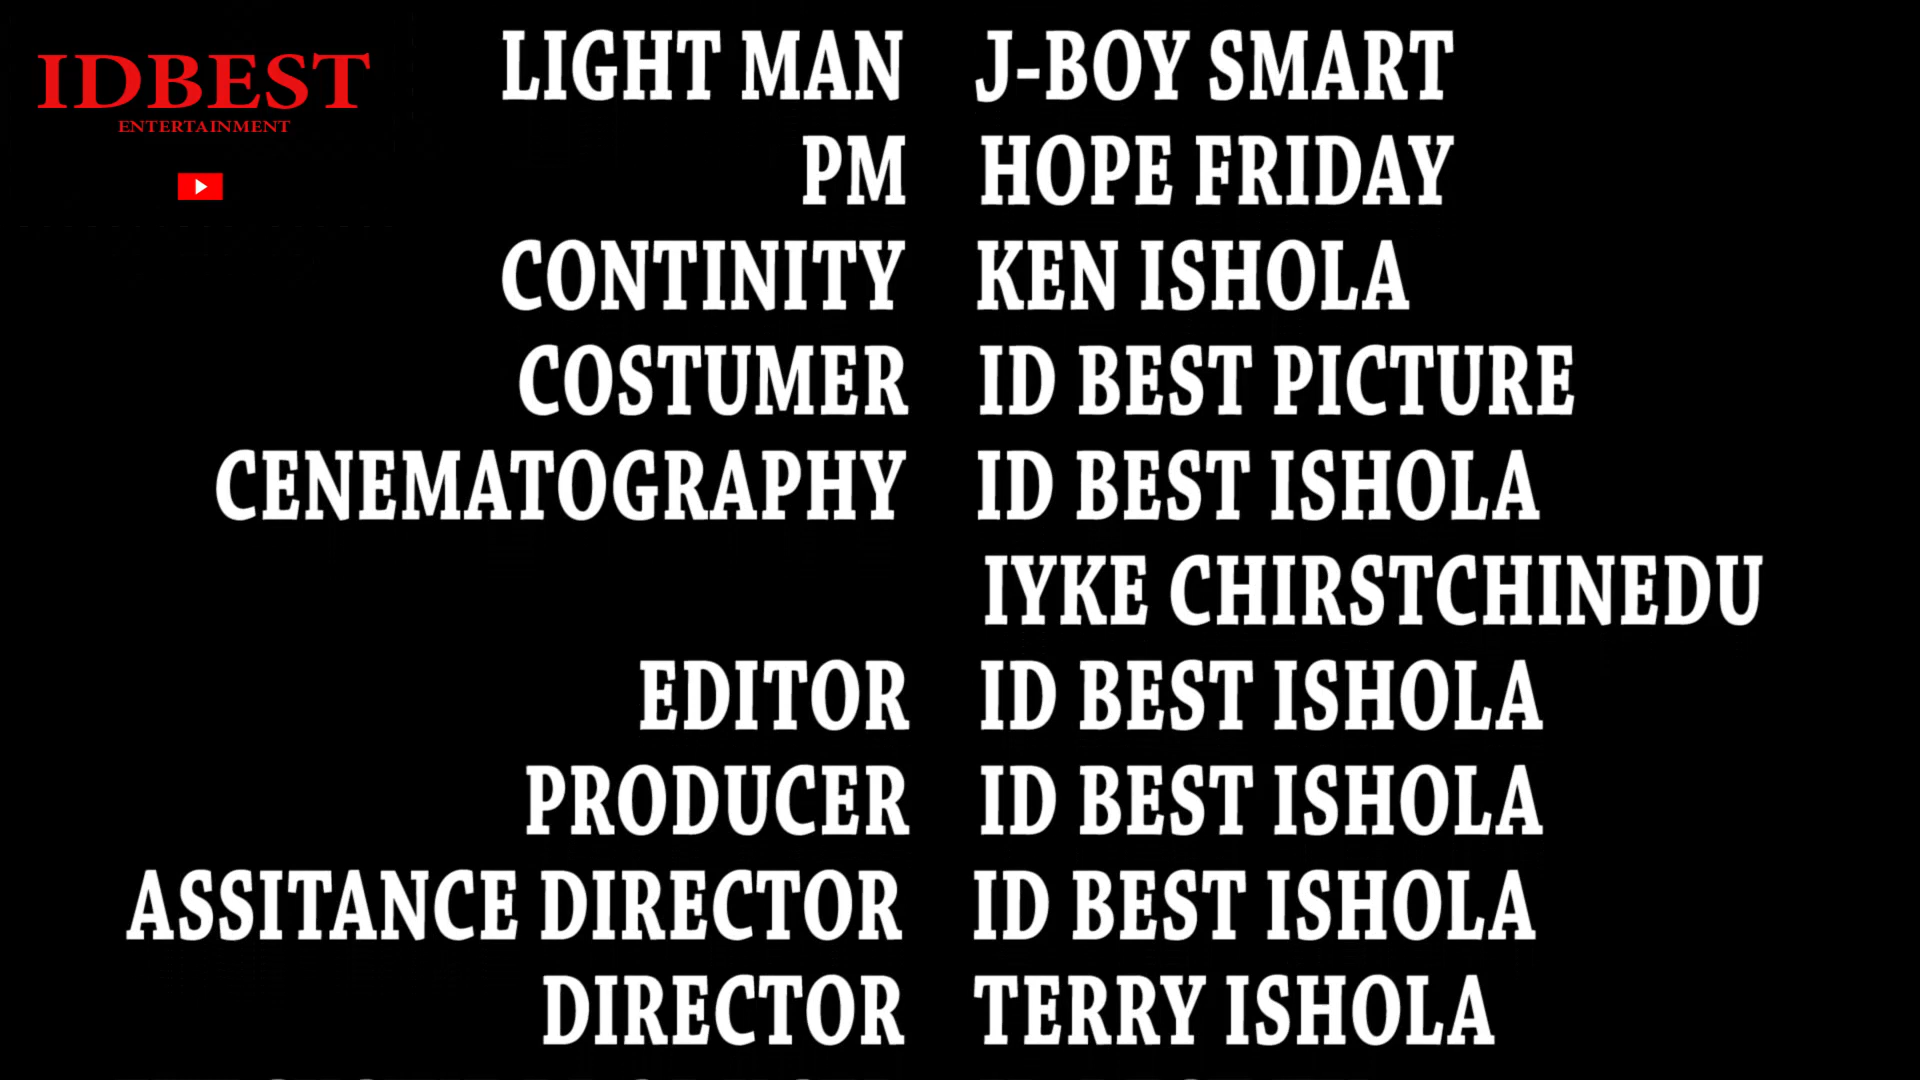 IDBEST
ENTERTAINMENT
LIGHT MAN J-BOY SMART
PM HOPE FRIDAY
CONTINITY KEN ISHOLA
COSTUMER ID BEST PICTURE
CENEMATOGRAPHY ID BEST ISHOLA
IYKE CHIRSTCHINEDU
EDITOR ID BEST ISHOLA
PRODUCER ID BEST ISHOLA
ASSITANCE DIRECTOR ID BEST ISHOLA
DIRECTOR TERRY ISHOLA